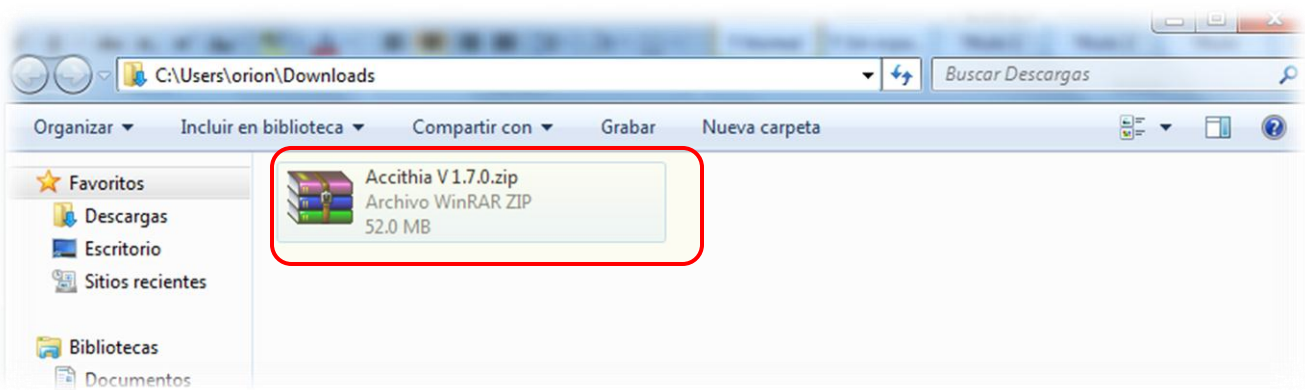 C:\Users\orion\Downloads
Buscar Descargas
Organizar
Incluir en biblioteca
Compartir con
Grabar
Nueva carpeta
Favoritos
Descargas
Escritorio
Sitios recientes
Bibliotecas
Documentos
Accithia V 1.7.0.zip
Archivo WinRAR ZIP
52.0 MB